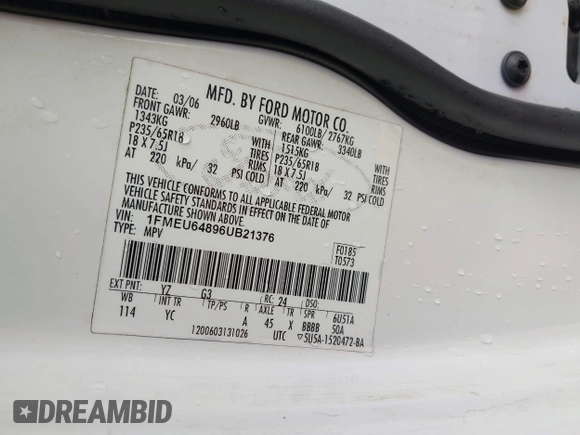 MFD. BY FORD MOTOR CO.
DATE: 03/06 GVWR: 6100LB/ 2767KG
FRONT GAWR: 2960LB REAR GAWR: 3340LB
1343KG WITH 1515KG WITH
P235/65R18 TIRES P235/65R18 TIRES
18 X 7.5J RIMS 18 X 7.5J RIMS
AT 220 kPa/ 32 PSI COLD AT 220 kPa/ 32 PSI COLD
THIS VEHICLE CONFORMS TO ALL APPLICABLE FEDERAL MOTOR
VEHICLE SAFETY STANDARDS IN EFFECT ON THE DATE OF
MANUFACTURE SHOWN ABOVE.
VIN: 1FMEU64896UB21376 F0185
TYPE: MPV T0573
EXT PNT: YZ G3 RC: 24 DSO:
WB INT TR TP/PS R AXLE TR SPR 6U51A
114 YC A 45 X BBBB 50A
1200603131026 UTC 5U5A-1520472-BA
DREAMBID